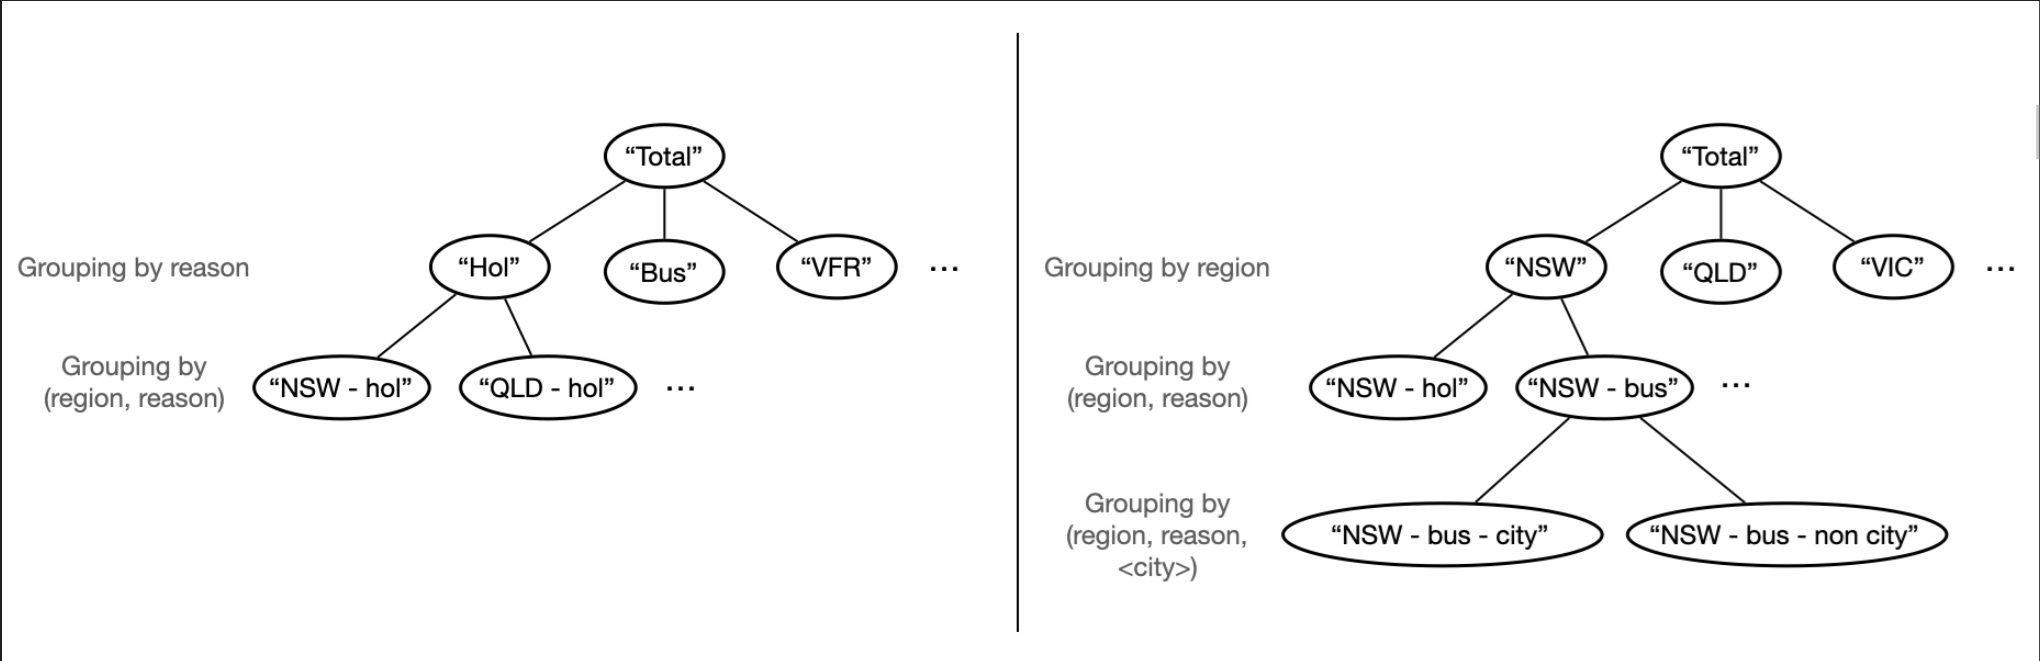 “Total”
Grouping by reason
“Hol”
“Bus”
“VFR”
...
Grouping by
(region, reason)
“NSW - hol”
“QLD - hol”
...
“Total”
Grouping by region
“NSW”
“QLD”
“VIC”
...
Grouping by
(region, reason)
“NSW - hol”
“NSW - bus”
...
Grouping by
(region, reason,
<city>)
“NSW - bus - city”
“NSW - bus - non city”